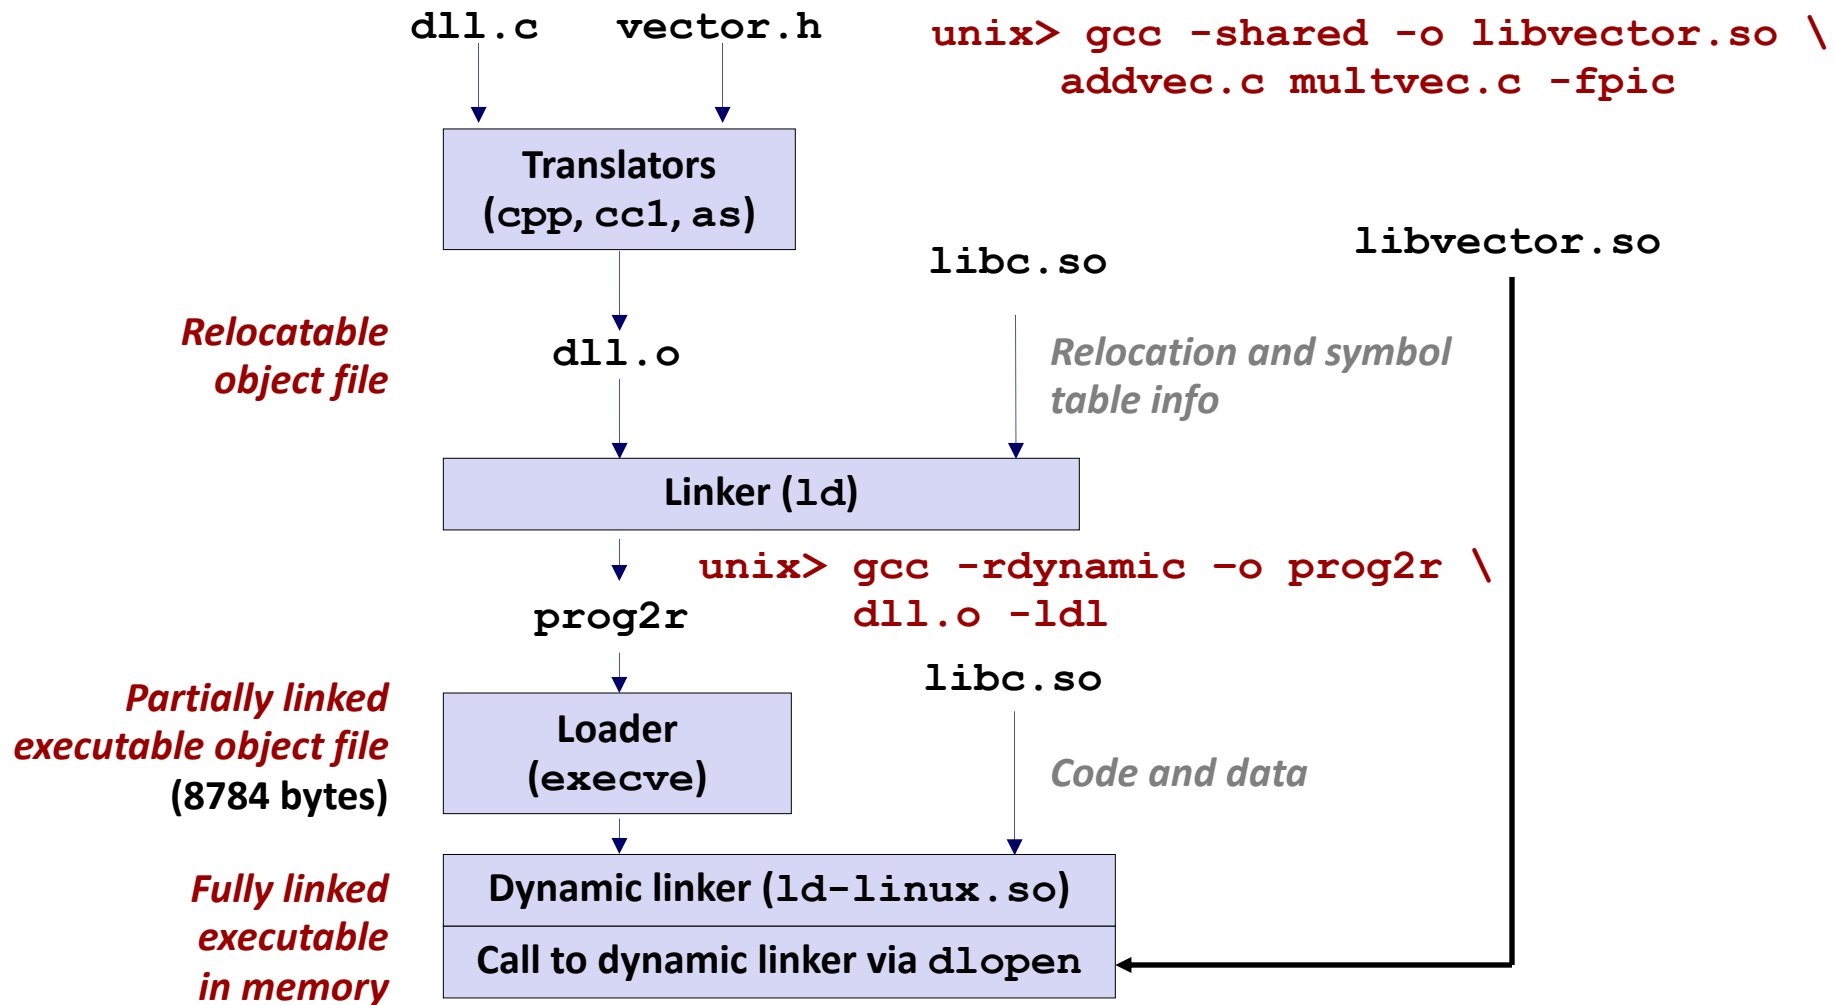 dll.c vector.h
unix> gcc -shared -o libvector.so \
addvec.c multvec.c -fpic
Translators
(cpp, cc1, as)
libc.so
libvector.so
Relocatable
object file
dll.o
Relocation and symbol
table info
Linker (ld)
unix> gcc -rdynamic –o prog2r \
dll.o -ldl
prog2r
libc.so
Partially linked
executable object file
(8784 bytes)
Loader
(execve)
Code and data
Fully linked
executable
in memory
Dynamic linker (ld-linux.so)
Call to dynamic linker via dlopen